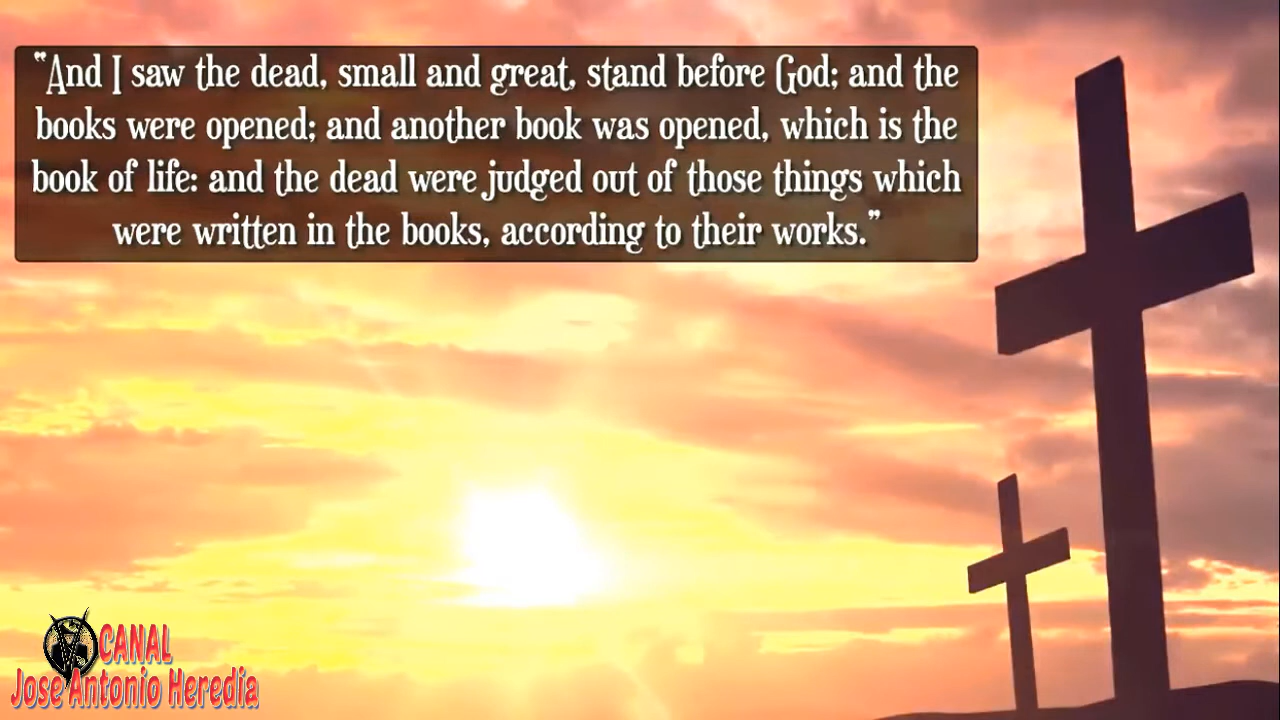 "And I saw the dead, small and great, stand before God; and the
books were opened; and another book was opened, which is the
book of life: and the dead were judged out of those things which
were written in the books, according to their works."
CANAL
Jose Antonio Heredia